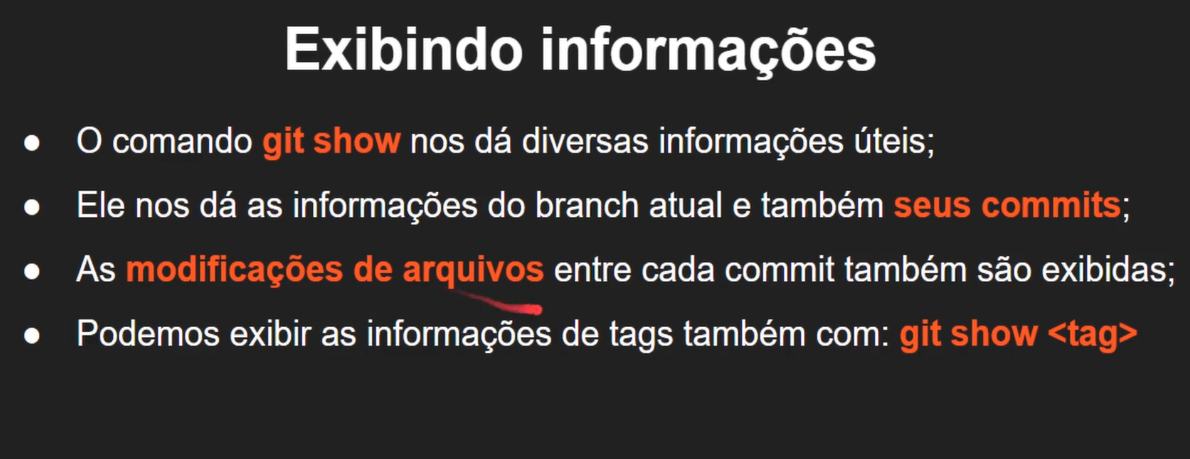 Exibindo informações
● O comando git show nos dá diversas informações úteis;
● Ele nos dá as informações do branch atual e também seus commits;
● As modificações de arquivos entre cada commit também são exibidas;
● Podemos exibir as informações de tags também com: git show <tag>